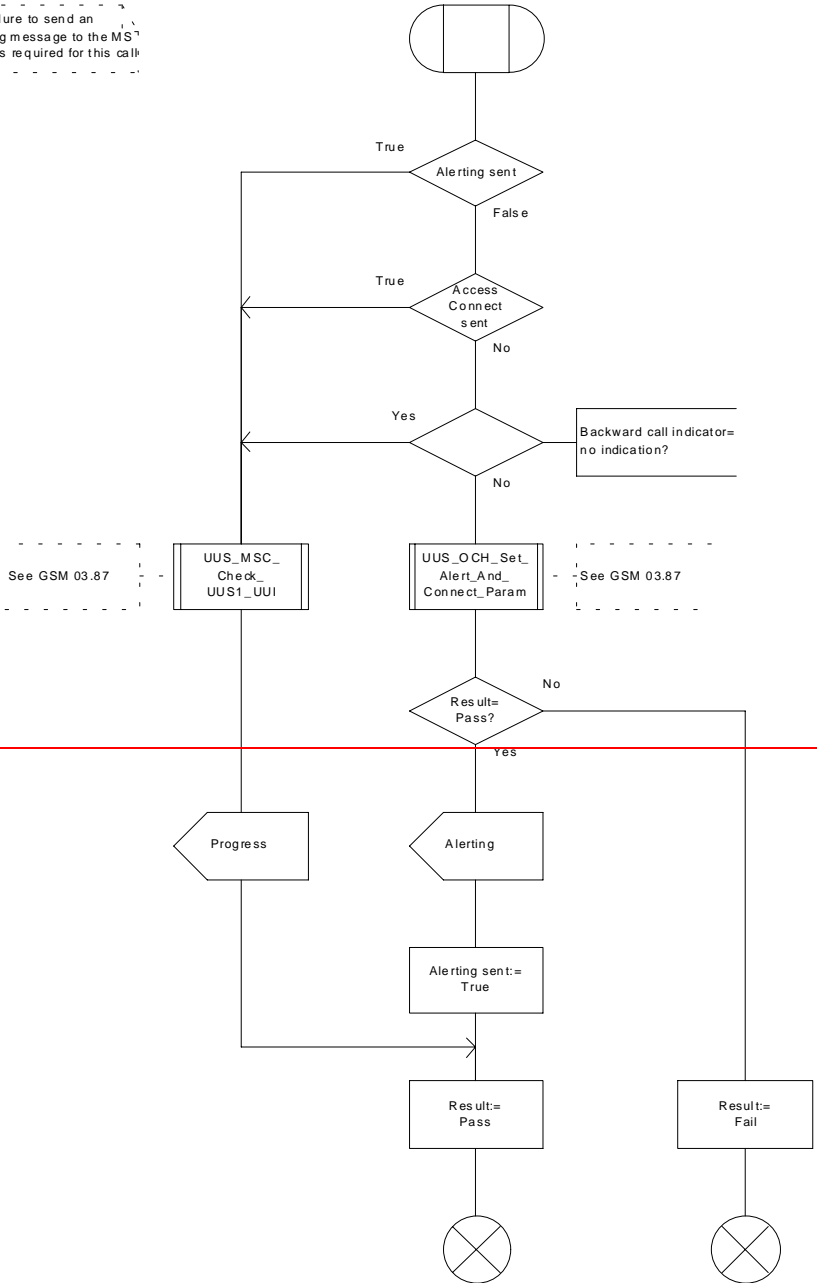 lure to send an
g message to the MS
s required for this call
True
Alerting sent
False
True
Access
Connect
sent
No
Yes
Backward call indicator=
no indication?
No
See GSM 03.87
UUS_MSC_
Check_
UUS1_UUI
UUS_OCH_Set_
Alert_And_
Connect_Param
See GSM 03.87
No
Result=
Pass?
Yes
Progress
Alerting
Alerting sent:=
True
Result:=
Pass
Result:=
Fail